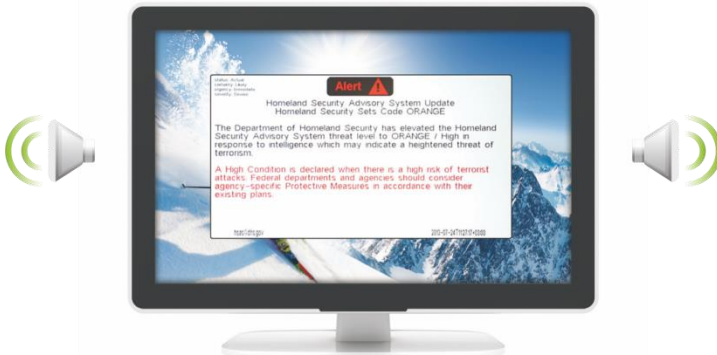 Status: Actual
Alert
Homeland Security Advisory System Update
Homeland Security Sets Code ORANGE
The Department of Homeland Security has elevated the Homeland
Security Advisory System threat level to ORANGE / High in
response to intelligence which may indicate a heightened threat of
terrorism.
A High Condition is declared when there is a high risk of terrorist
attacks. Federal departments and agencies should consider
agency-specific Protective Measures in accordance with their
existing plans.